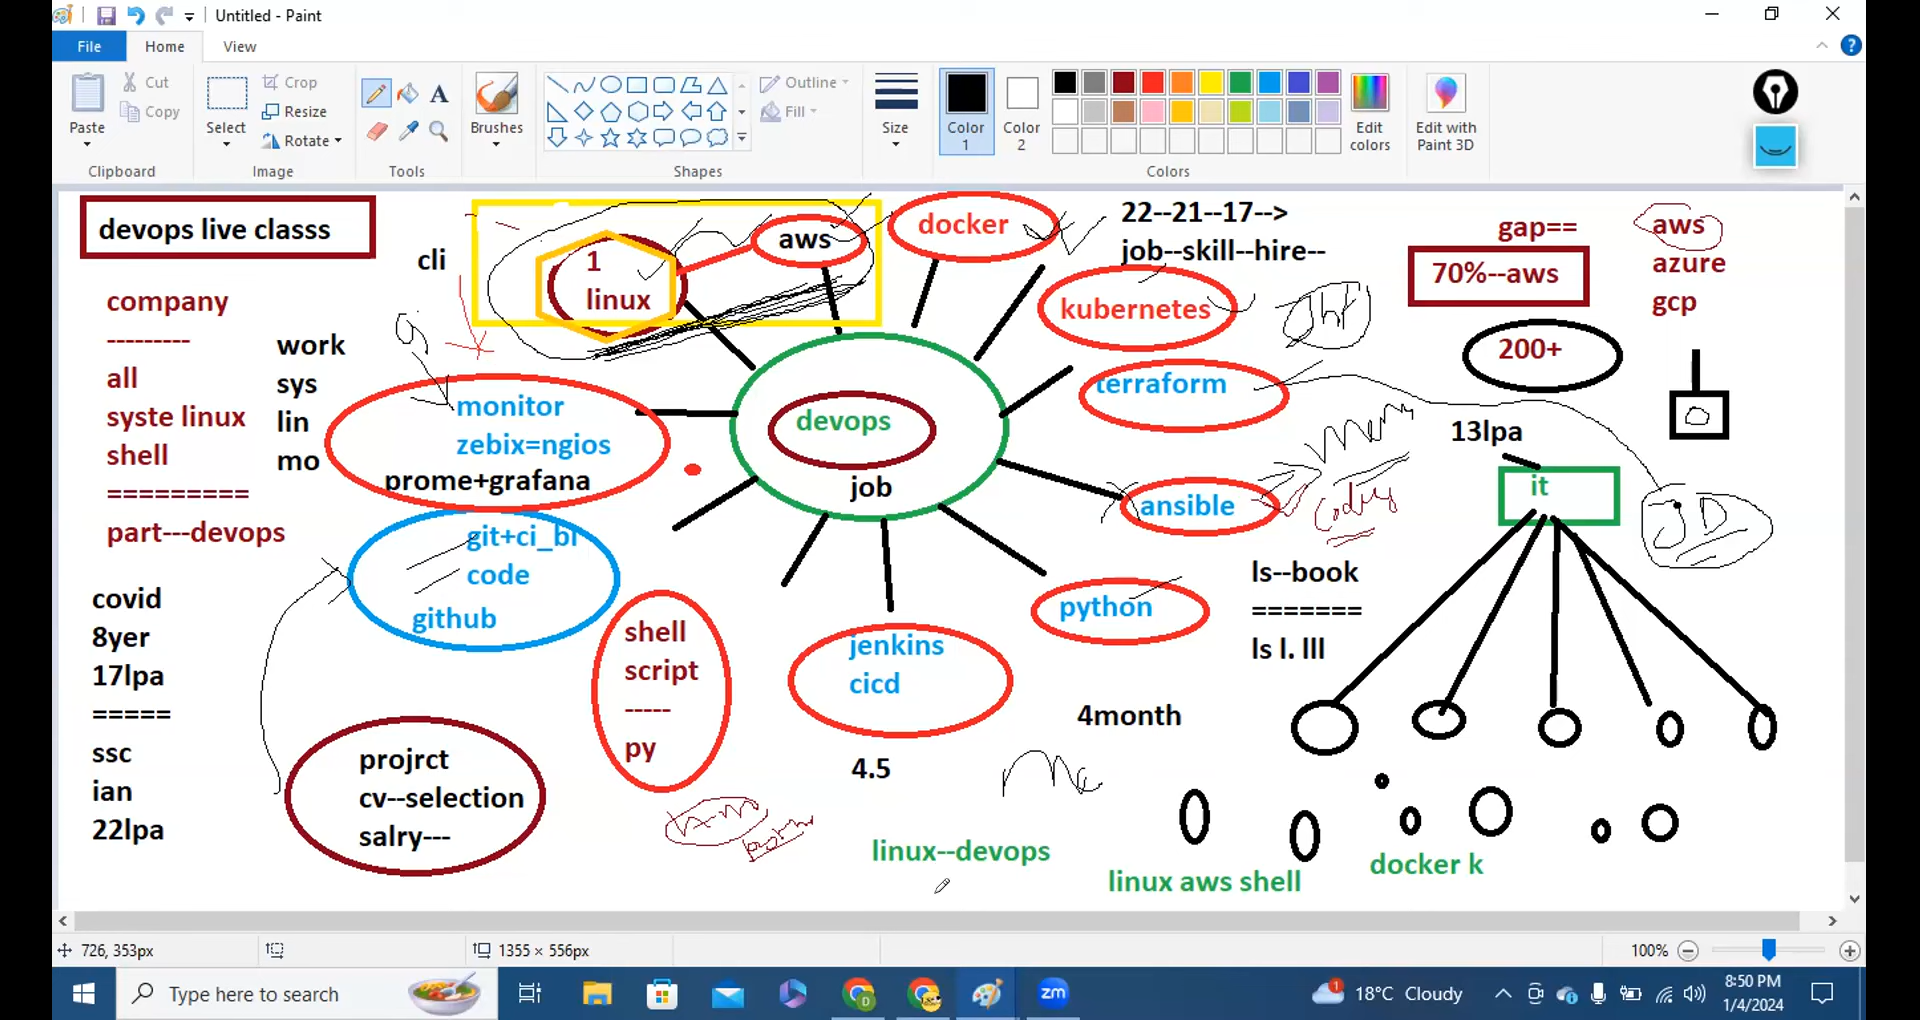 Untitled - Paint
File
Home
View
Paste
Cut
Copy
Clipboard
Select
Crop
Resize
Rotate
Image
Tools
Brushes
Shapes
Outline
Fill
Size
Color
1
Color
2
Edit
colors
Colors
Edit with
Paint 3D
devops live classs
cli
1
linux
aws
docker
22--21--17-->
job--skill--hire--
gap==
70%--aws
aws
azure
gcp
company
---------
all
syste linux
shell
=========
part---devops
work
sys
lin
mo
monitor
zebix=ngios
prome+grafana
devops
job
kubernetes
terraform
200+
13lpa
it
JD
ansible
git+ci_bl
code
github
covid
8yer
17lpa
=====
ssc
ian
22lpa
projrct
cv--selection
salry---
shell
script
-----
py
jenkins
cicd
python
ls--book
=======
ls l. lll
4month
4.5
linux--devops
linux aws shell
docker k
726, 353px
1355 × 556px
100%
Type here to search
zm
1
18°C Cloudy
8:50 PM
1/4/2024